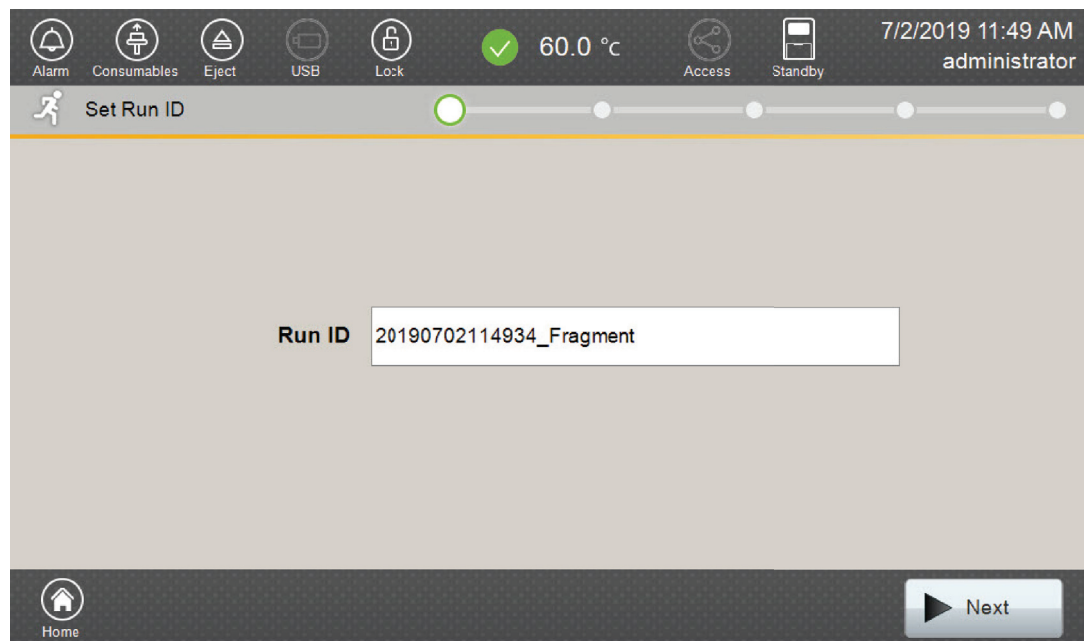 Alarm
Consumables
Eject
USB
Lock
60.0 °c
Access
Standby
7/2/2019 11:49 AM
administrator
Set Run ID
Run ID
20190702114934_Fragment
Home
Next